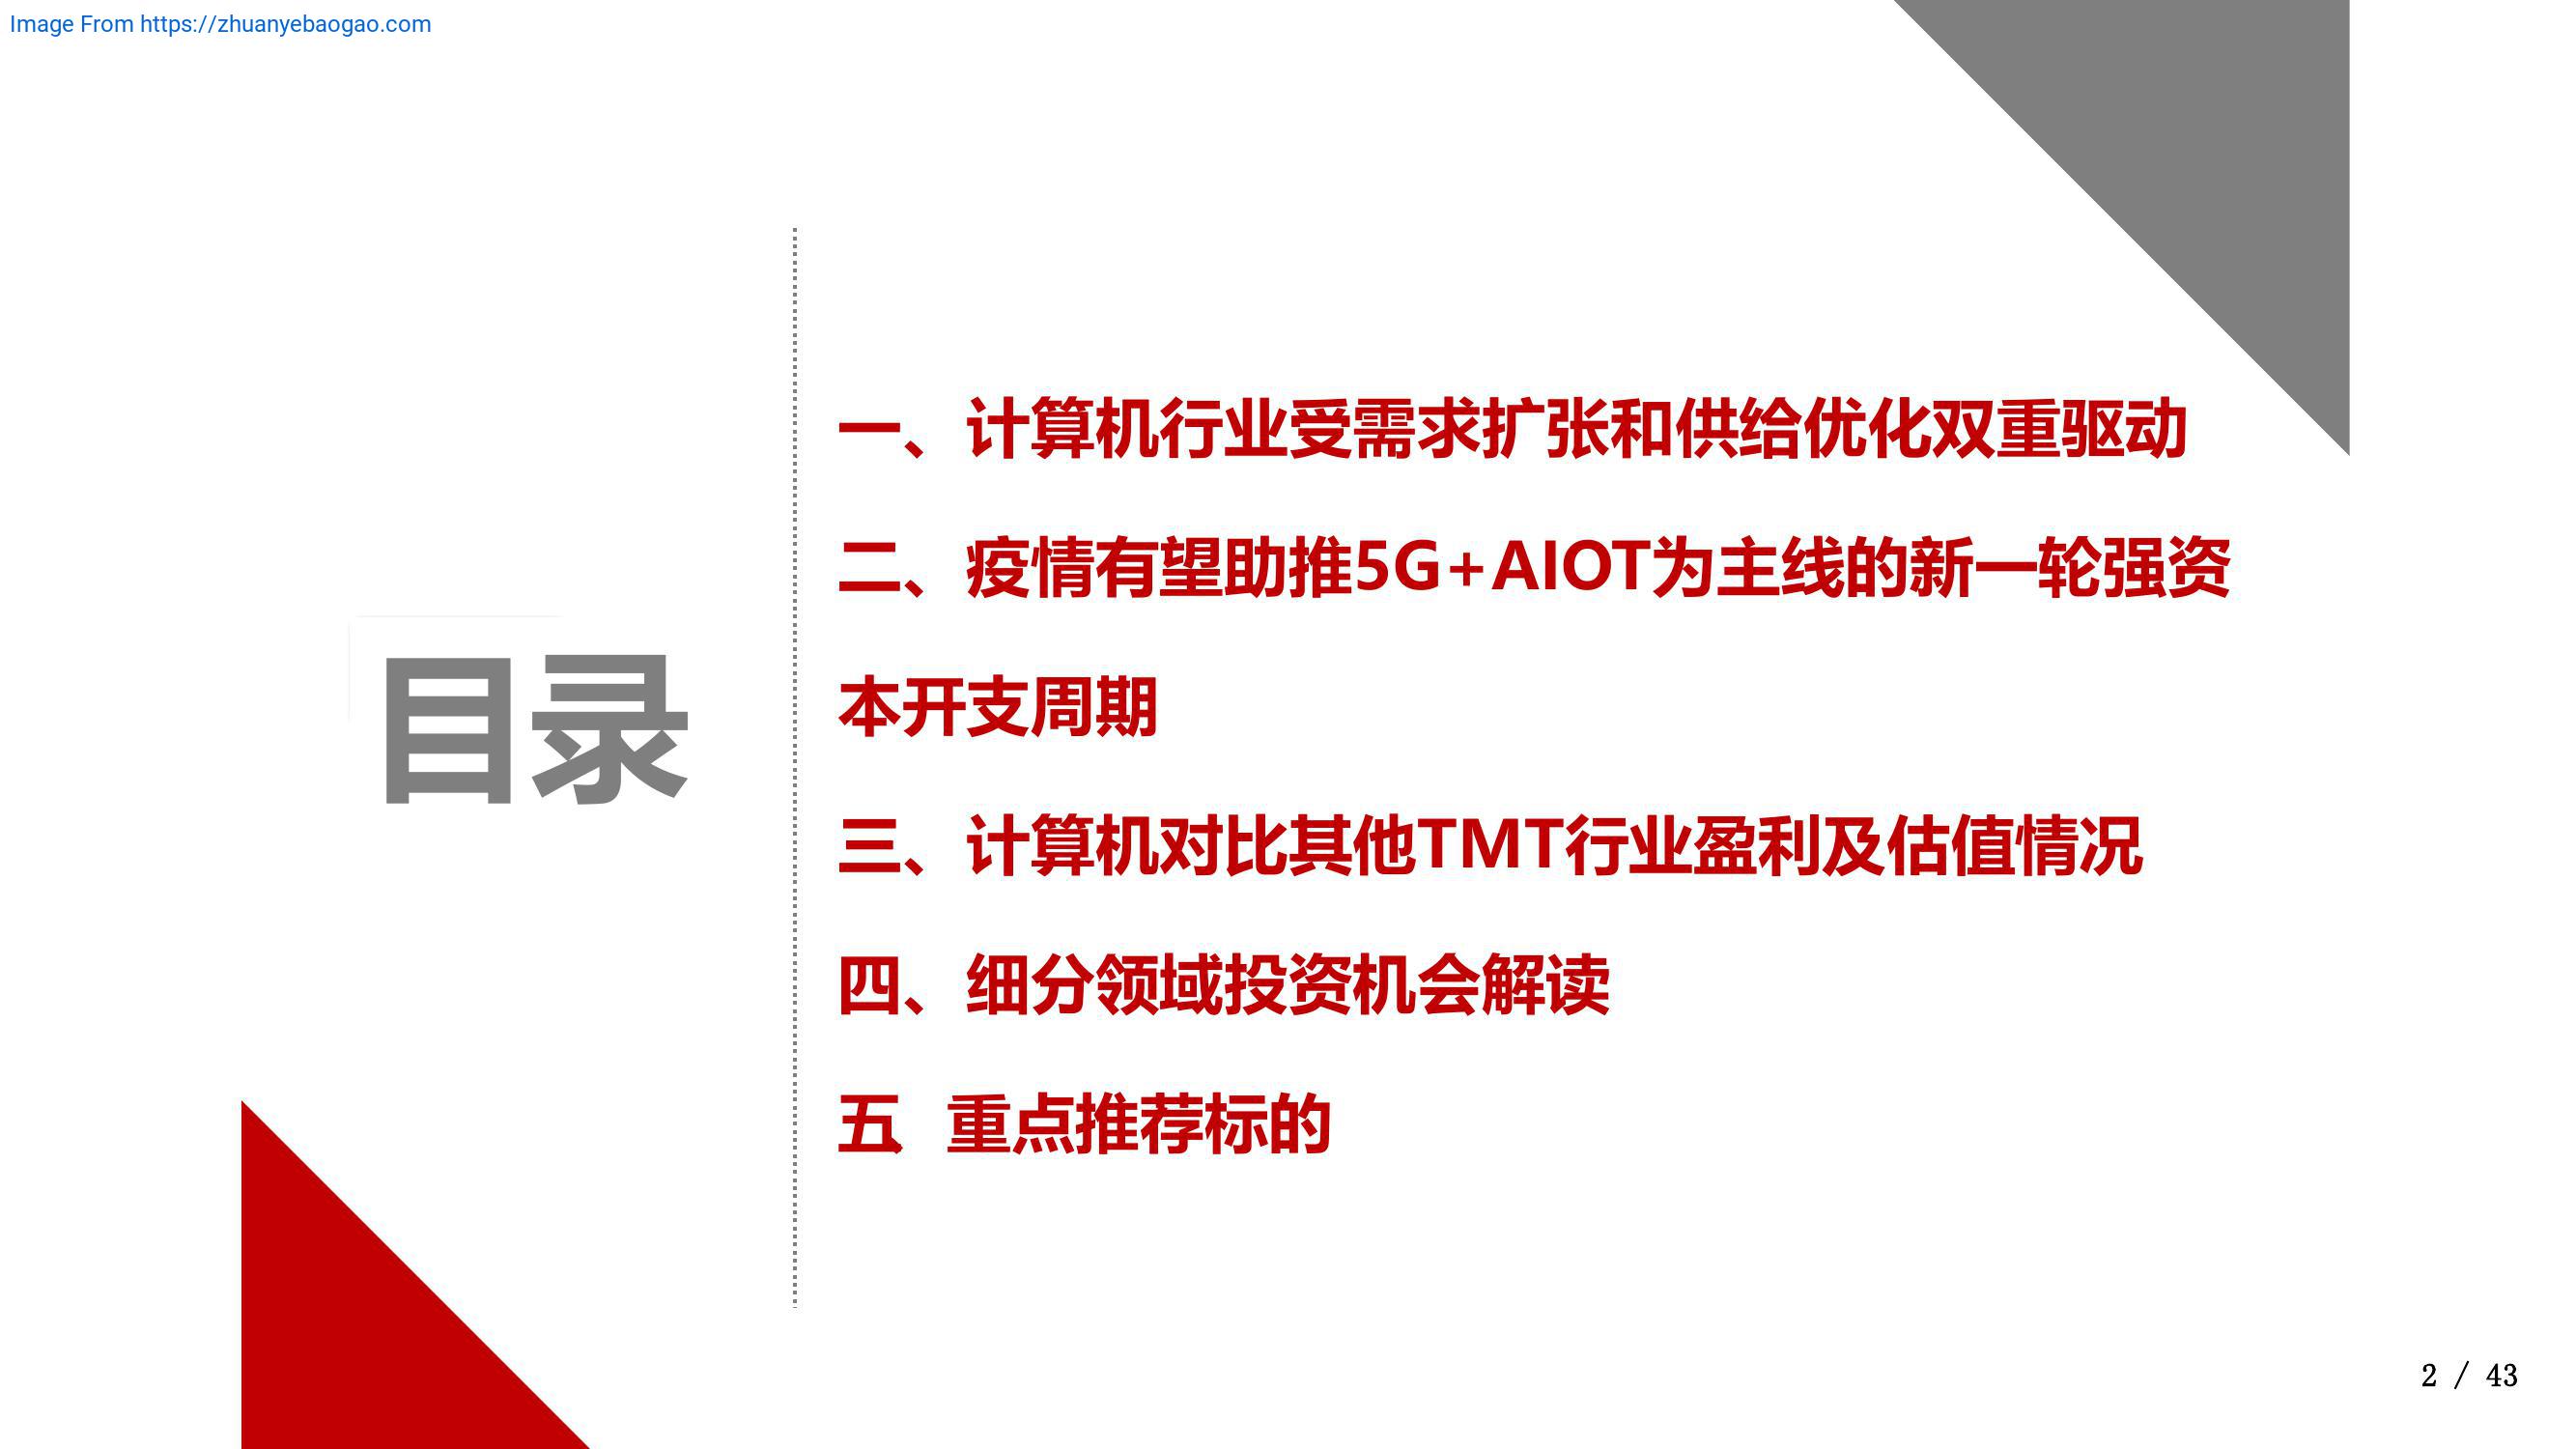 Image From https://zhuanyebaogao.com
目录
一、计算机行业受需求扩张和供给优化双重驱动
二、疫情有望助推5G+AIOT为主线的新一轮强资
本开支周期
三、计算机对比其他TMT行业盈利及估值情况
四、细分领域投资机会解读
五、重点推荐标的
2 / 43